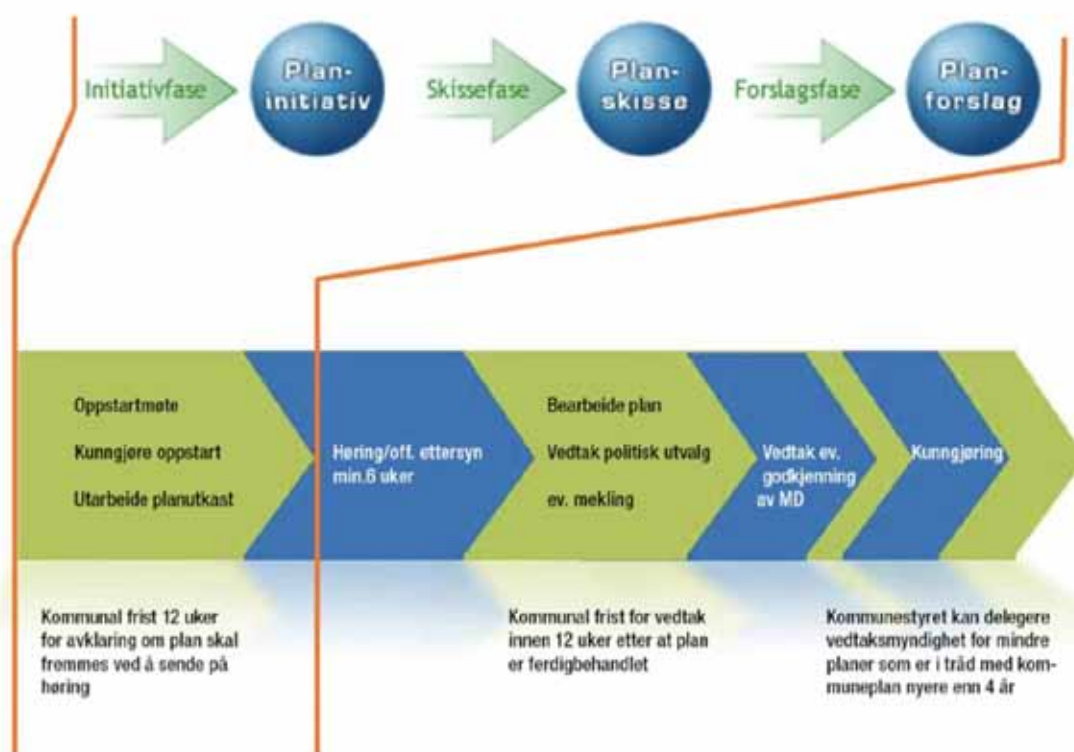 Initiativfase
Plan-
initiativ
Skissefase
Plan-
skisse
Forslagsfase
Plan-
forslag
Oppstartmøte
Kunngjøre oppstart
Utarbeide planutkast
Høring/off. ettersyn
min.6 uker
Bearbeide plan
Vedtak politisk utvalg
ev. mekling
Vedtak ev.
godkjenning
av MD
Kunngjøring
Kommunal frist 12 uker
for avklaring om plan skal
fremmes ved å sende på
høring
Kommunal frist for vedtak
innen 12 uker etter at plan
er ferdigbehandlet
Kommunestyret kan delegere
vedtaksmyndighet for mindre
planer som er i tråd med kom-
muneplan nyere enn 4 år